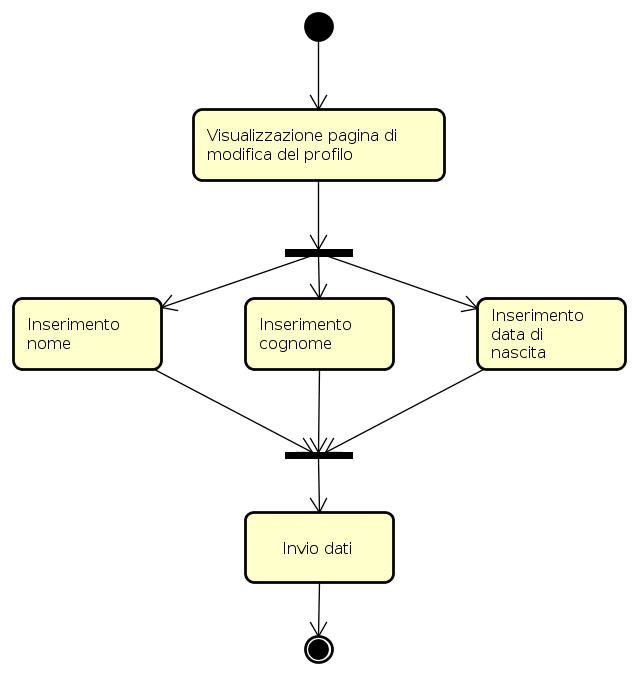 Visualizzazione pagina di
modifica del profilo
Inserimento
nome
Inserimento
cognome
Inserimento
data di
nascita
Invio dati